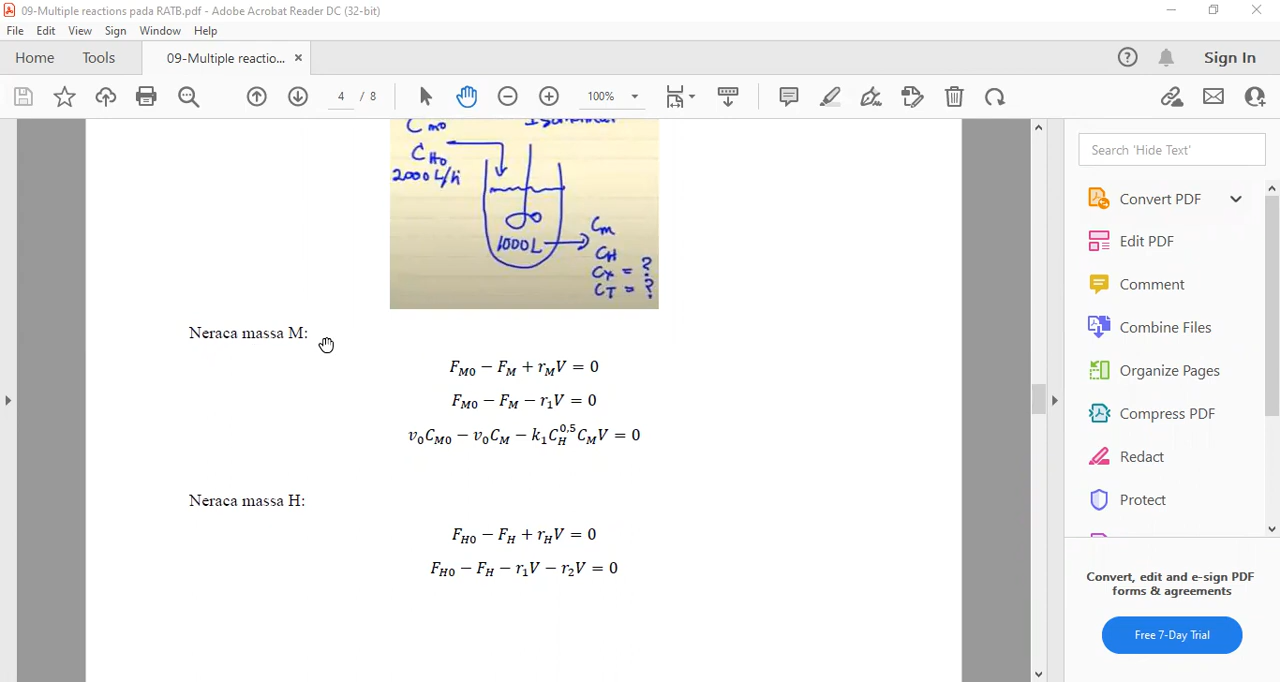 09-Multiple reactions pada RATB.pdf - Adobe Acrobat Reader DC (32-bit)
File Edit View Sign Window Help
Home Tools 09-Multiple reactio... × Sign In
4 / 8 100%
C_M0
C_H0
2000 L/h
1000L
C_M
C_H
C_X = ?
C_T = ?
Neraca massa M:
F_M0 − F_M + r_M V = 0
F_M0 − F_M − r_1 V = 0
v_0 C_M0 − v_0 C_M − k_1 C_H^0,5 C_M V = 0
Neraca massa H:
F_H0 − F_H + r_H V = 0
F_H0 − F_H − r_1 V − r_2 V = 0
Search 'Hide Text'
Convert PDF
Edit PDF
Comment
Combine Files
Organize Pages
Compress PDF
Redact
Protect
Convert, edit and e-sign PDF
forms & agreements
Free 7-Day Trial